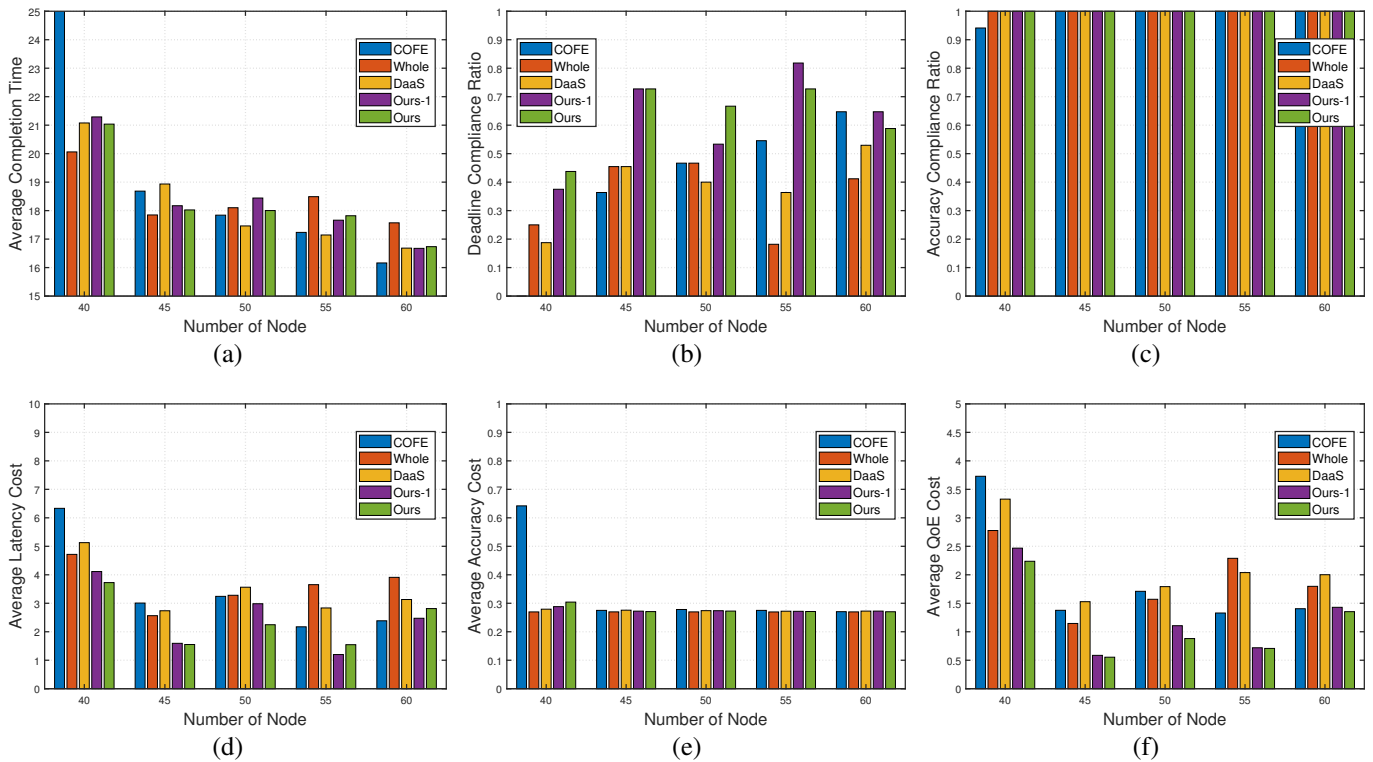 25
24
23
22
21
20
19
18
17
16
15
Average Completion Time
COFE
Whole
DaaS
Ours-1
Ours
40 45 50 55 60
Number of Node
(a)
1
0.9
0.8
0.7
0.6
0.5
0.4
0.3
0.2
0.1
0
Deadline Compliance Ratio
COFE
Whole
DaaS
Ours-1
Ours
40 45 50 55 60
Number of Node
(b)
1
0.9
0.8
0.7
0.6
0.5
0.4
0.3
0.2
0.1
0
Accuracy Compliance Ratio
COFE
Whole
DaaS
Ours-1
Ours
40 45 50 55 60
Number of Node
(c)
10
9
8
7
6
5
4
3
2
1
0
Average Latency Cost
COFE
Whole
DaaS
Ours-1
Ours
40 45 50 55 60
Number of Node
(d)
1
0.9
0.8
0.7
0.6
0.5
0.4
0.3
0.2
0.1
0
Average Accuracy Cost
COFE
Whole
DaaS
Ours-1
Ours
40 45 50 55 60
Number of Node
(e)
5
4.5
4
3.5
3
2.5
2
1.5
1
0.5
0
Average QoE Cost
COFE
Whole
DaaS
Ours-1
Ours
40 45 50 55 60
Number of Node
(f)